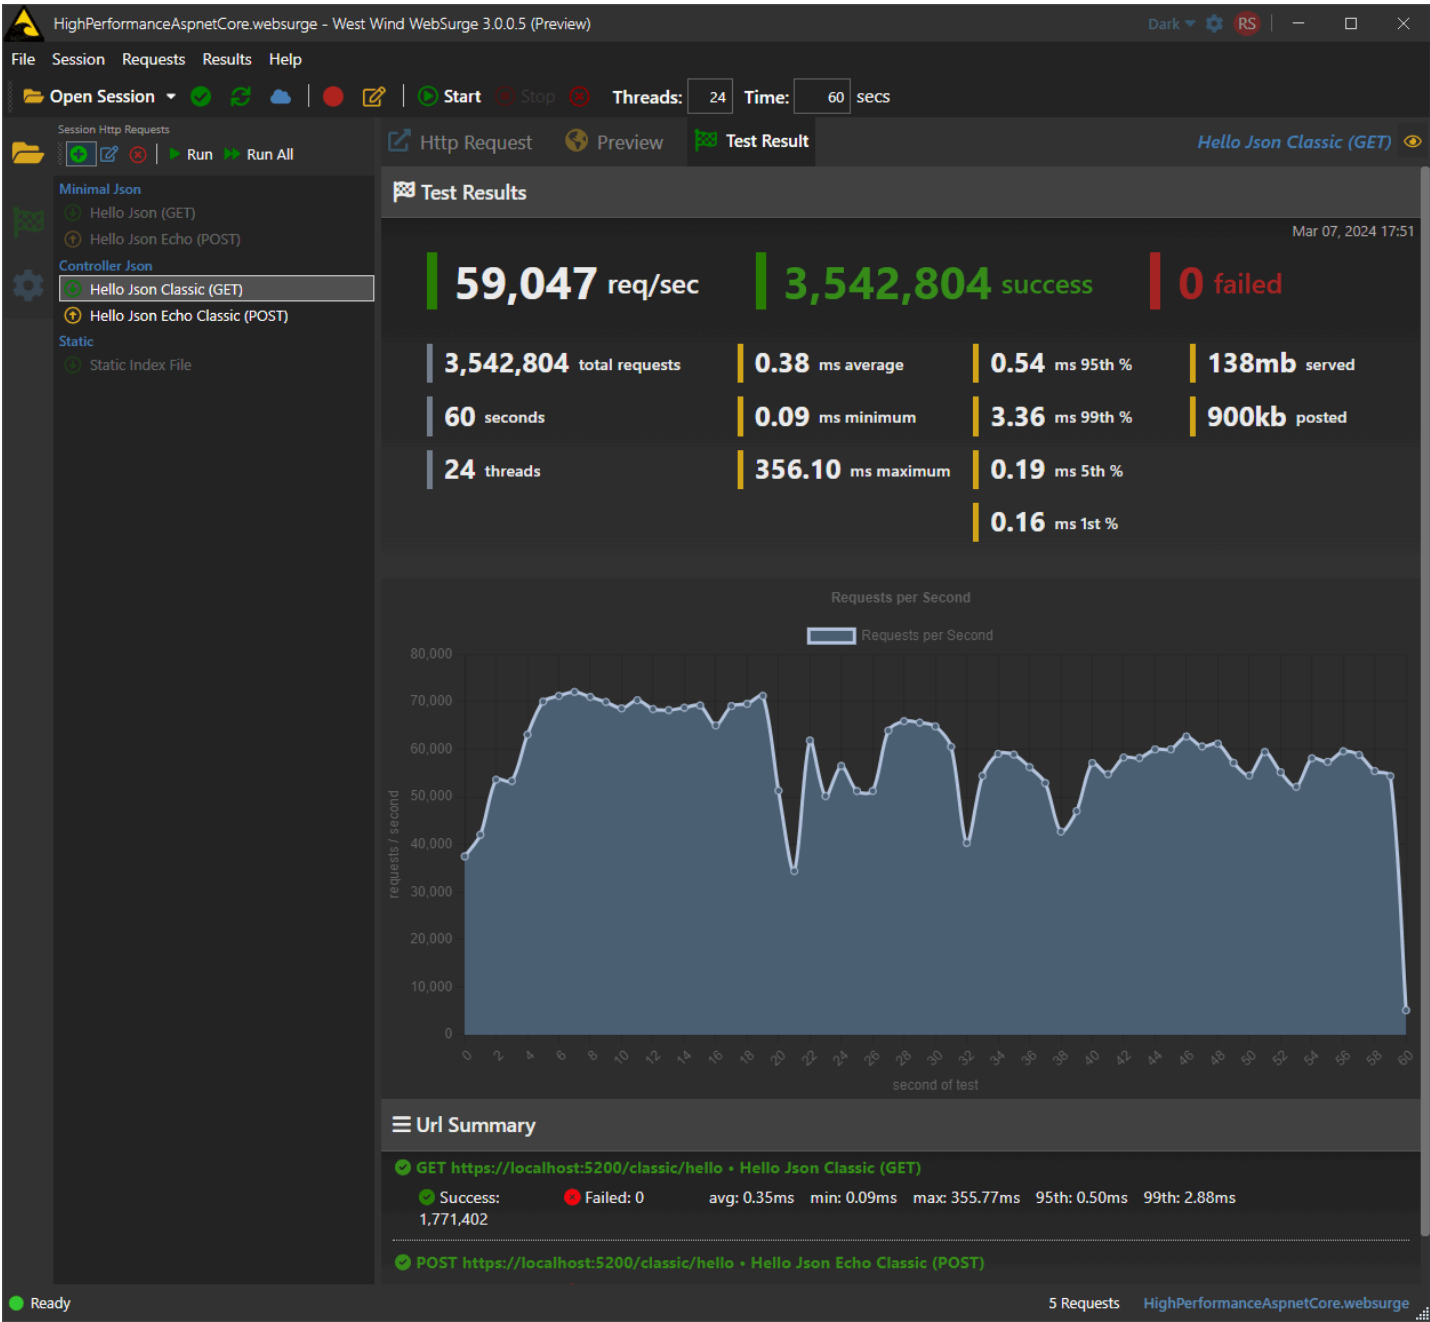 HighPerformanceAspnetCore.websurge - West Wind WebSurge 3.0.0.5 (Preview)
Dark
RS
File Session Requests Results Help
Open Session Start Stop Threads: 24 Time: 60 secs
Session Http Requests
Run Run All
Minimal Json
Hello Json (GET)
Hello Json Echo (POST)
Controller Json
Hello Json Classic (GET)
Hello Json Echo Classic (POST)
Static
Static Index File
Http Request Preview Test Result Hello Json Classic (GET)
Test Results
Mar 07, 2024 17:51
59,047 req/sec 3,542,804 success 0 failed
3,542,804 total requests 0.38 ms average 0.54 ms 95th % 138mb served
60 seconds 0.09 ms minimum 3.36 ms 99th % 900kb posted
24 threads 356.10 ms maximum 0.19 ms 5th %
0.16 ms 1st %
Requests per Second
Requests per Second
80,000
70,000
60,000
50,000
40,000
30,000
20,000
10,000
0
requests / second
0 2 4 6 8 10 12 14 16 18 20 22 24 26 28 30 32 34 36 38 40 42 44 46 48 50 52 54 56 58 60
second of test
Url Summary
GET https://localhost:5200/classic/hello • Hello Json Classic (GET)
Success: Failed: 0 avg: 0.35ms min: 0.09ms max: 355.77ms 95th: 0.50ms 99th: 2.88ms
1,771,402
POST https://localhost:5200/classic/hello • Hello Json Echo Classic (POST)
Ready 5 Requests HighPerformanceAspnetCore.websurge